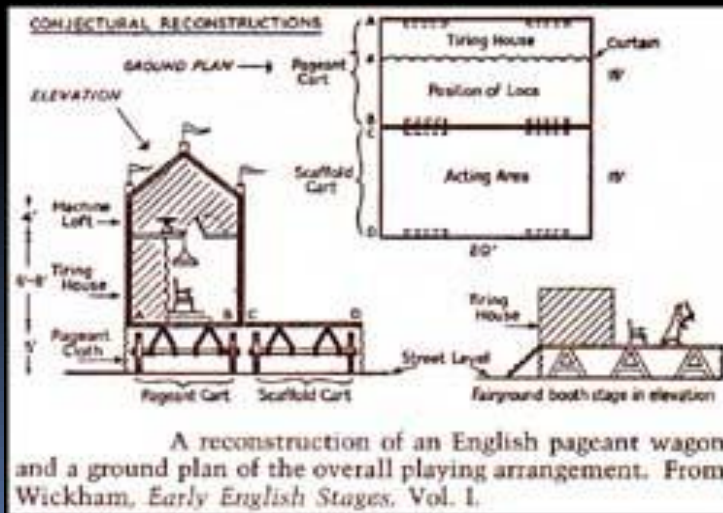 CONJECTURAL RECONSTRUCTIONS
GROUND PLAN
ELEVATION
A
Tiring House
Curtain
Pageant
Cart
Position of Loca
B
C
Scaffold
Cart
Acting Area
D
20'
Machine
Loft
Tiring
House
Pageant
Cloth
A B C D
Street Level
Pageant Cart Scaffold Cart
Tiring
House
Fairground booth stage in elevation
A reconstruction of an English pageant wagon
and a ground plan of the overall playing arrangement. From
Wickham, Early English Stages, Vol. I.